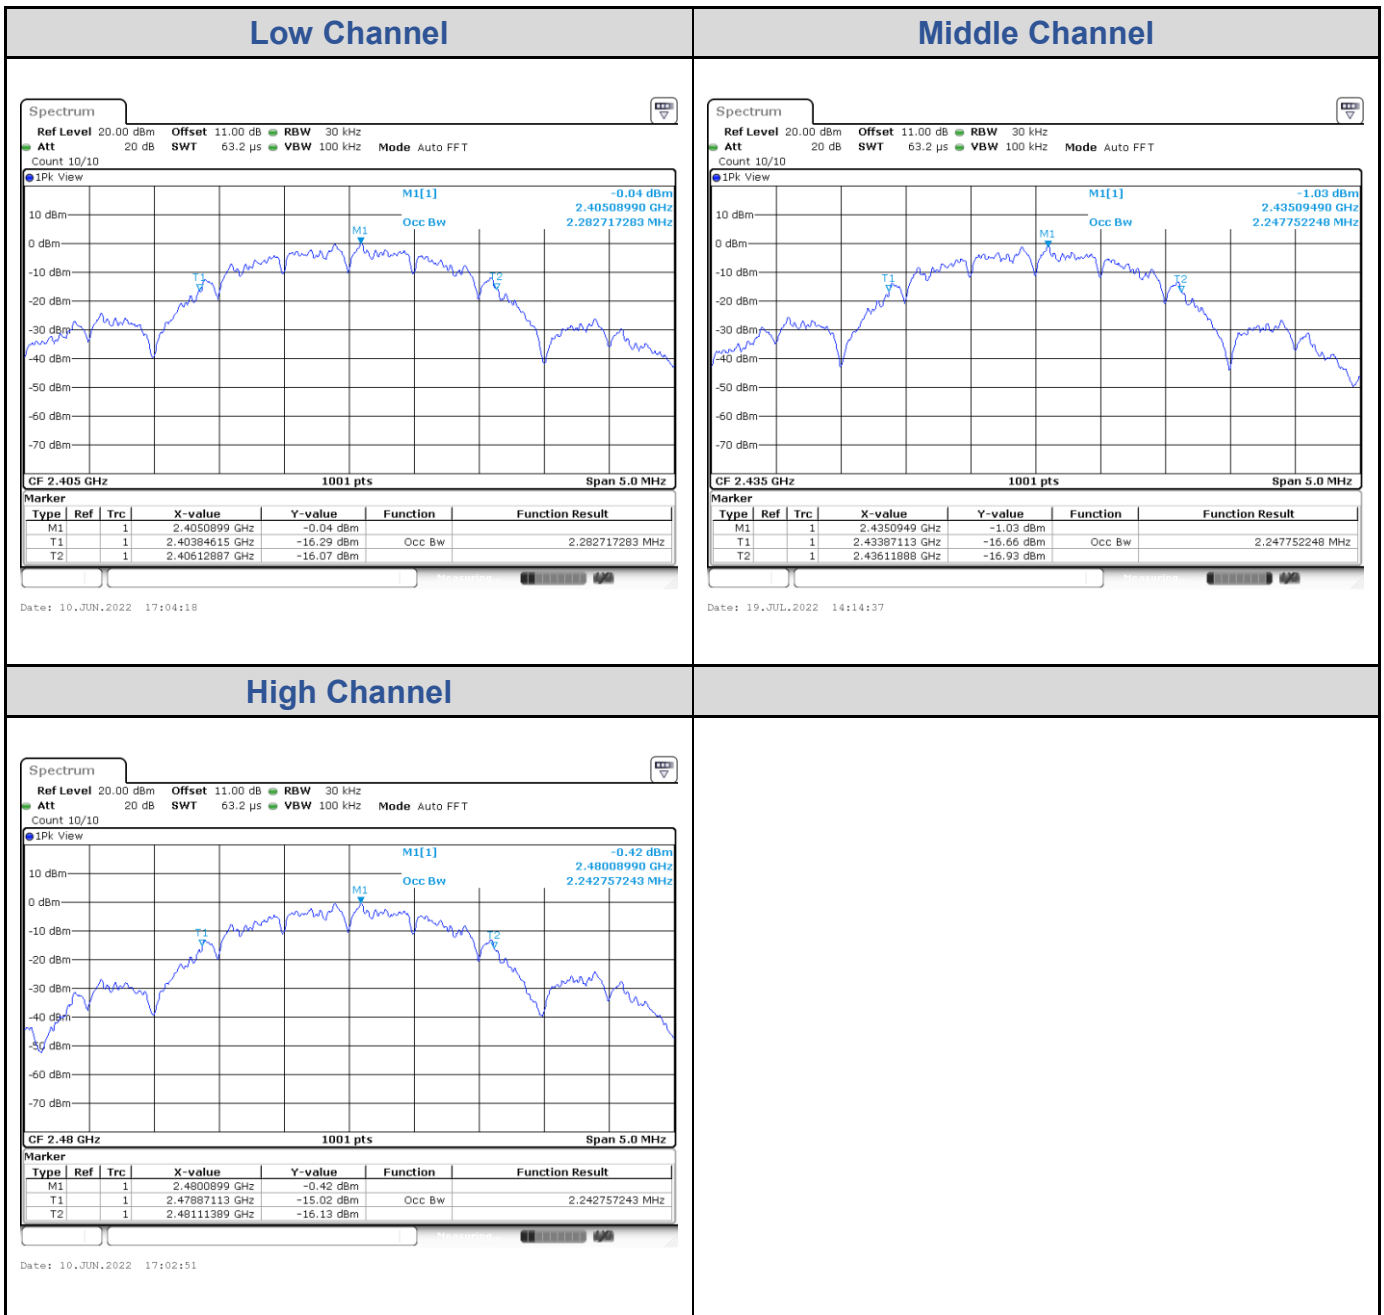 Low Channel
Middle Channel
Spectrum
Ref Level 20.00 dBm Offset 11.00 dB RBW 30 kHz
Att 20 dB SWT 63.2 µs VBW 100 kHz Mode Auto FFT
Count 10/10
1Pk View
M1[1] -0.04 dBm
2.40508990 GHz
Occ Bw 2.282717283 MHz
M1
T1
T2
10 dBm
0 dBm
-10 dBm
-20 dBm
-30 dBm
-40 dBm
-50 dBm
-60 dBm
-70 dBm
CF 2.405 GHz 1001 pts Span 5.0 MHz
Marker
Type Ref Trc X-value Y-value Function Function Result
M1 1 2.4050899 GHz -0.04 dBm
T1 1 2.40384615 GHz -16.29 dBm Occ Bw 2.282717283 MHz
T2 1 2.40612887 GHz -16.07 dBm
Measuring...
Date: 10.JUN.2022 17:04:18
Spectrum
Ref Level 20.00 dBm Offset 11.00 dB RBW 30 kHz
Att 20 dB SWT 63.2 µs VBW 100 kHz Mode Auto FFT
Count 10/10
1Pk View
M1[1] -1.03 dBm
2.43509490 GHz
Occ Bw 2.247752248 MHz
M1
T1
T2
10 dBm
0 dBm
-10 dBm
-20 dBm
-30 dBm
-40 dBm
-50 dBm
-60 dBm
-70 dBm
CF 2.435 GHz 1001 pts Span 5.0 MHz
Marker
Type Ref Trc X-value Y-value Function Function Result
M1 1 2.4350949 GHz -1.03 dBm
T1 1 2.43387113 GHz -16.66 dBm Occ Bw 2.247752248 MHz
T2 1 2.43611888 GHz -16.93 dBm
Measuring...
Date: 19.JUL.2022 14:14:37
High Channel
Spectrum
Ref Level 20.00 dBm Offset 11.00 dB RBW 30 kHz
Att 20 dB SWT 63.2 µs VBW 100 kHz Mode Auto FFT
Count 10/10
1Pk View
M1[1] -0.42 dBm
2.48008990 GHz
Occ Bw 2.242757243 MHz
M1
T1
T2
10 dBm
0 dBm
-10 dBm
-20 dBm
-30 dBm
-40 dBm
-50 dBm
-60 dBm
-70 dBm
CF 2.48 GHz 1001 pts Span 5.0 MHz
Marker
Type Ref Trc X-value Y-value Function Function Result
M1 1 2.4800899 GHz -0.42 dBm
T1 1 2.47887113 GHz -15.02 dBm Occ Bw 2.242757243 MHz
T2 1 2.48111389 GHz -16.13 dBm
Measuring...
Date: 10.JUN.2022 17:02:51